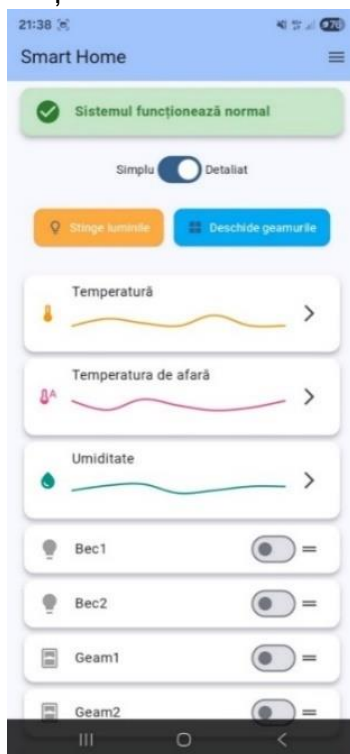 21:38
Smart Home
Sistemul funcționează normal
Simplu Detaliat
Stinge luminile Deschide geamurile
Temperatură
Temperatura de afară
A
Umiditate
Bec1
Bec2
Geam1
Geam2